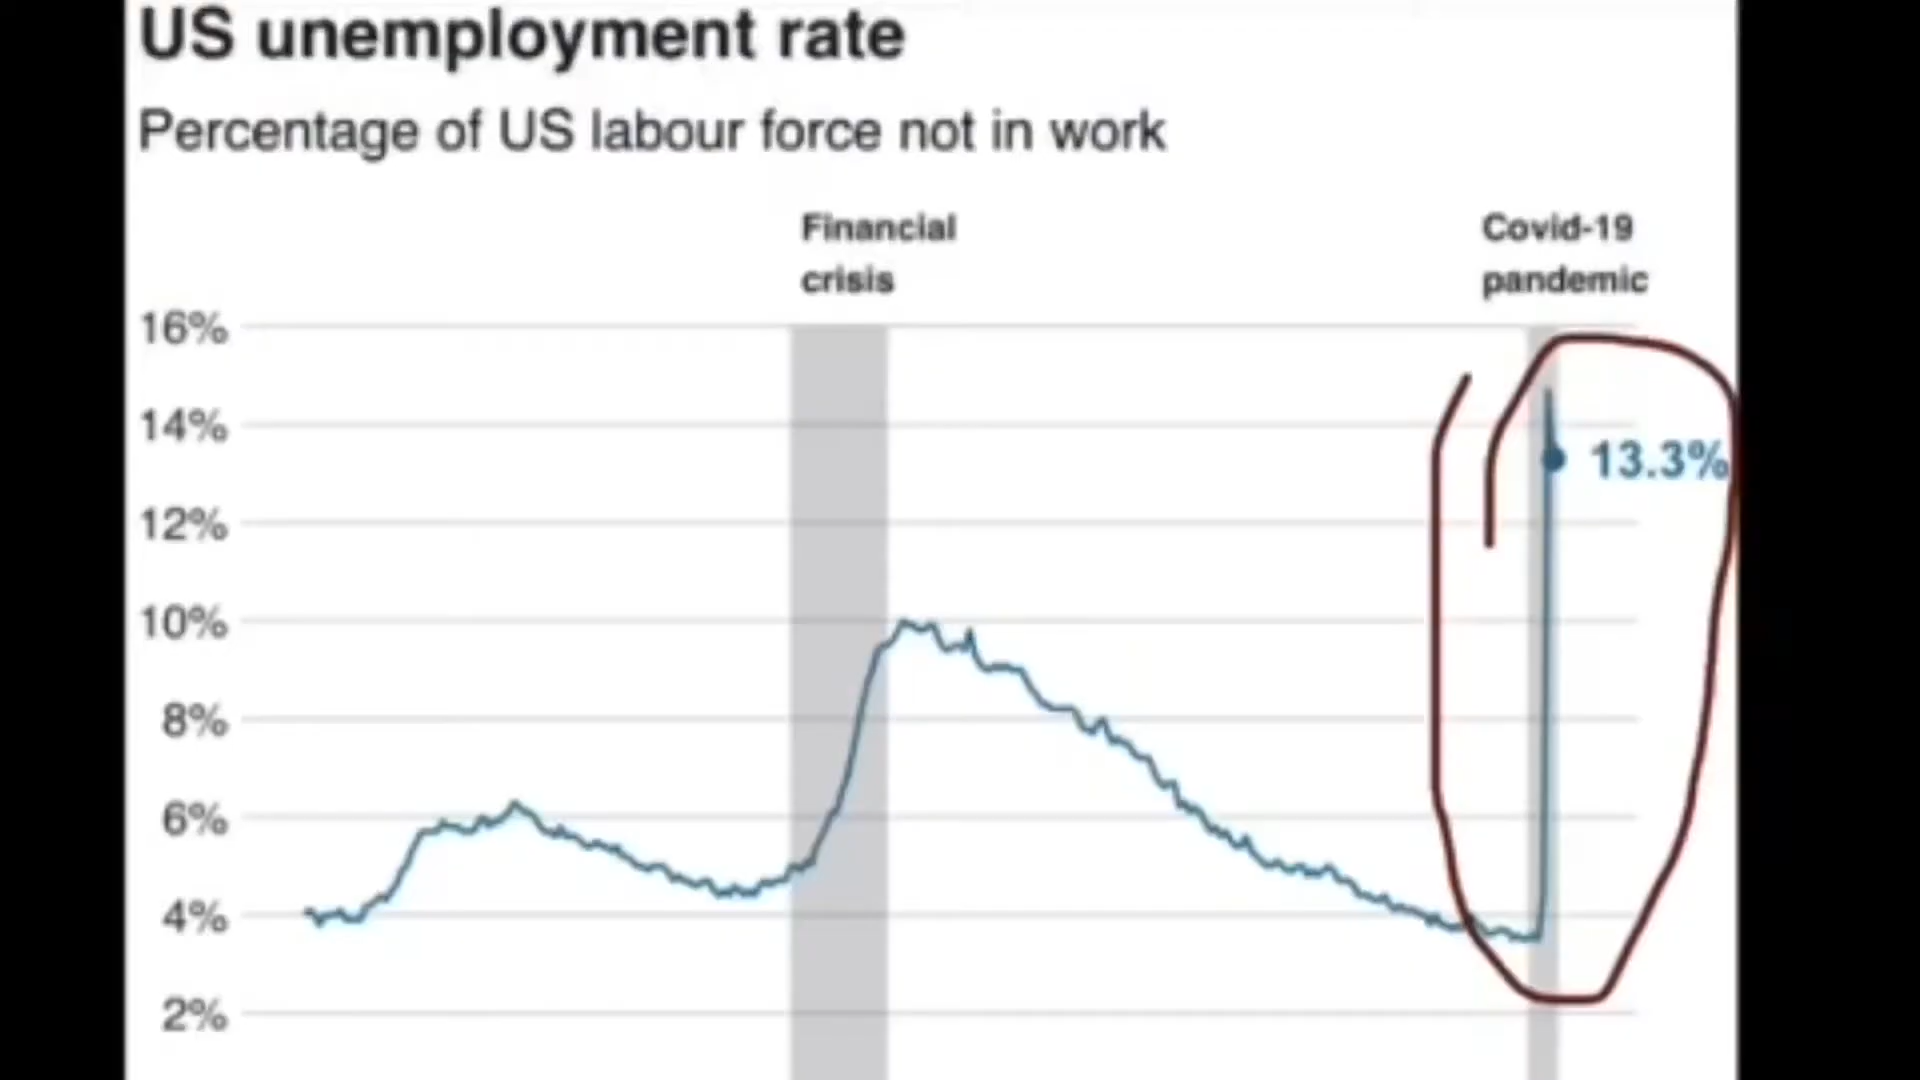 US unemployment rate
Percentage of US labour force not in work
Financial
crisis
Covid-19
pandemic
16%
14%
13.3%
12%
10%
8%
6%
4%
2%